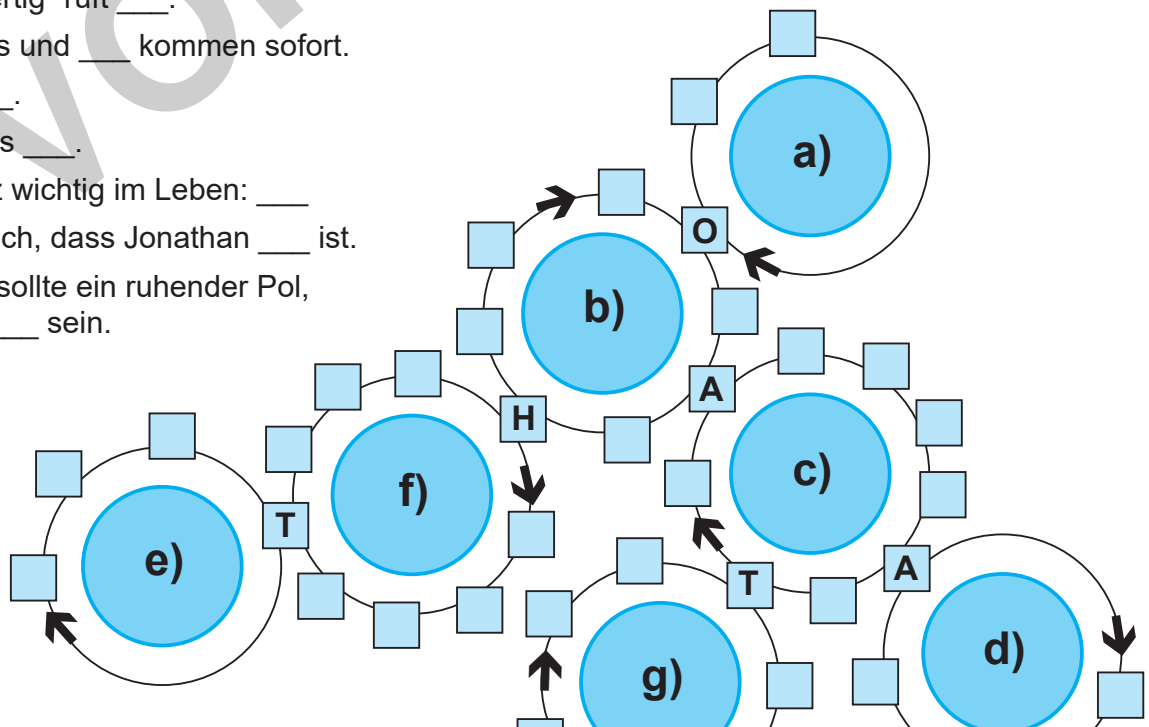 ruft ___.
s und ___ kommen sofort.
_.
s ___.
wichtig im Leben: ___
ch, dass Jonathan ___ ist.
sollte ein ruhender Pol,
___ sein.
a)
O
b)
A
H
c)
f)
T
e)
T
A
g)
d)